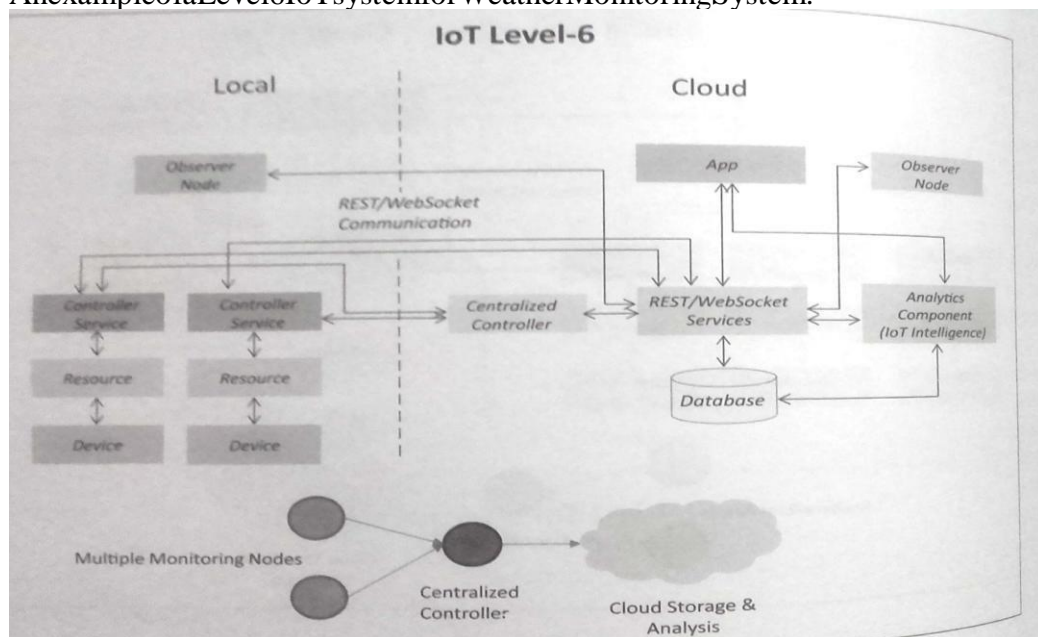 AnexampleofaLevel6IoTsystemforWeatherMonitoringSystem.
IoT Level-6
Local
Cloud
Observer
Node
App
Observer
Node
REST/WebSocket
Communication
Controller
Service
Controller
Service
Centralized
Controller
REST/WebSocket
Services
Analytics
Component
(IoT Intelligence)
Resource
Resource
Database
Device
Device
Multiple Monitoring Nodes
Centralized
Controller
Cloud Storage &
Analysis